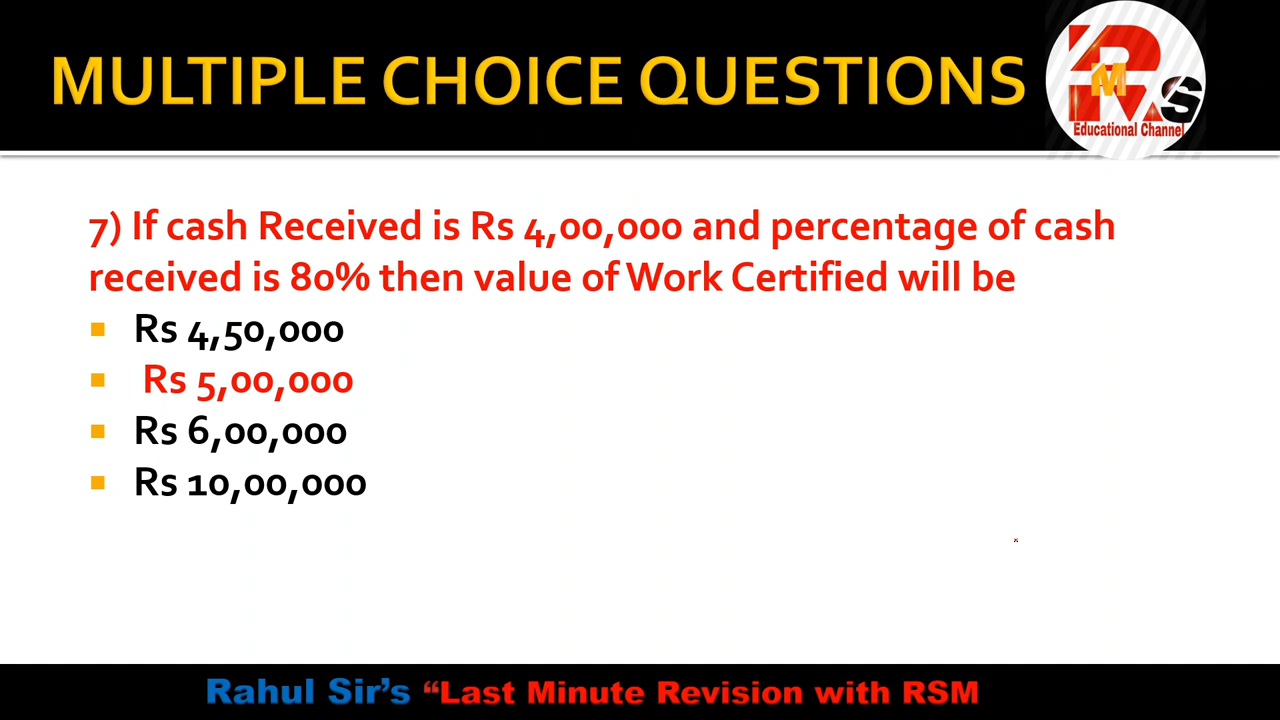 MULTIPLE CHOICE QUESTIONS
RMS
Educational Channel
7) If cash Received is Rs 4,00,000 and percentage of cash
received is 80% then value of Work Certified will be
Rs 4,50,000
Rs 5,00,000
Rs 6,00,000
Rs 10,00,000
Rahul Sir's “Last Minute Revision with RSM